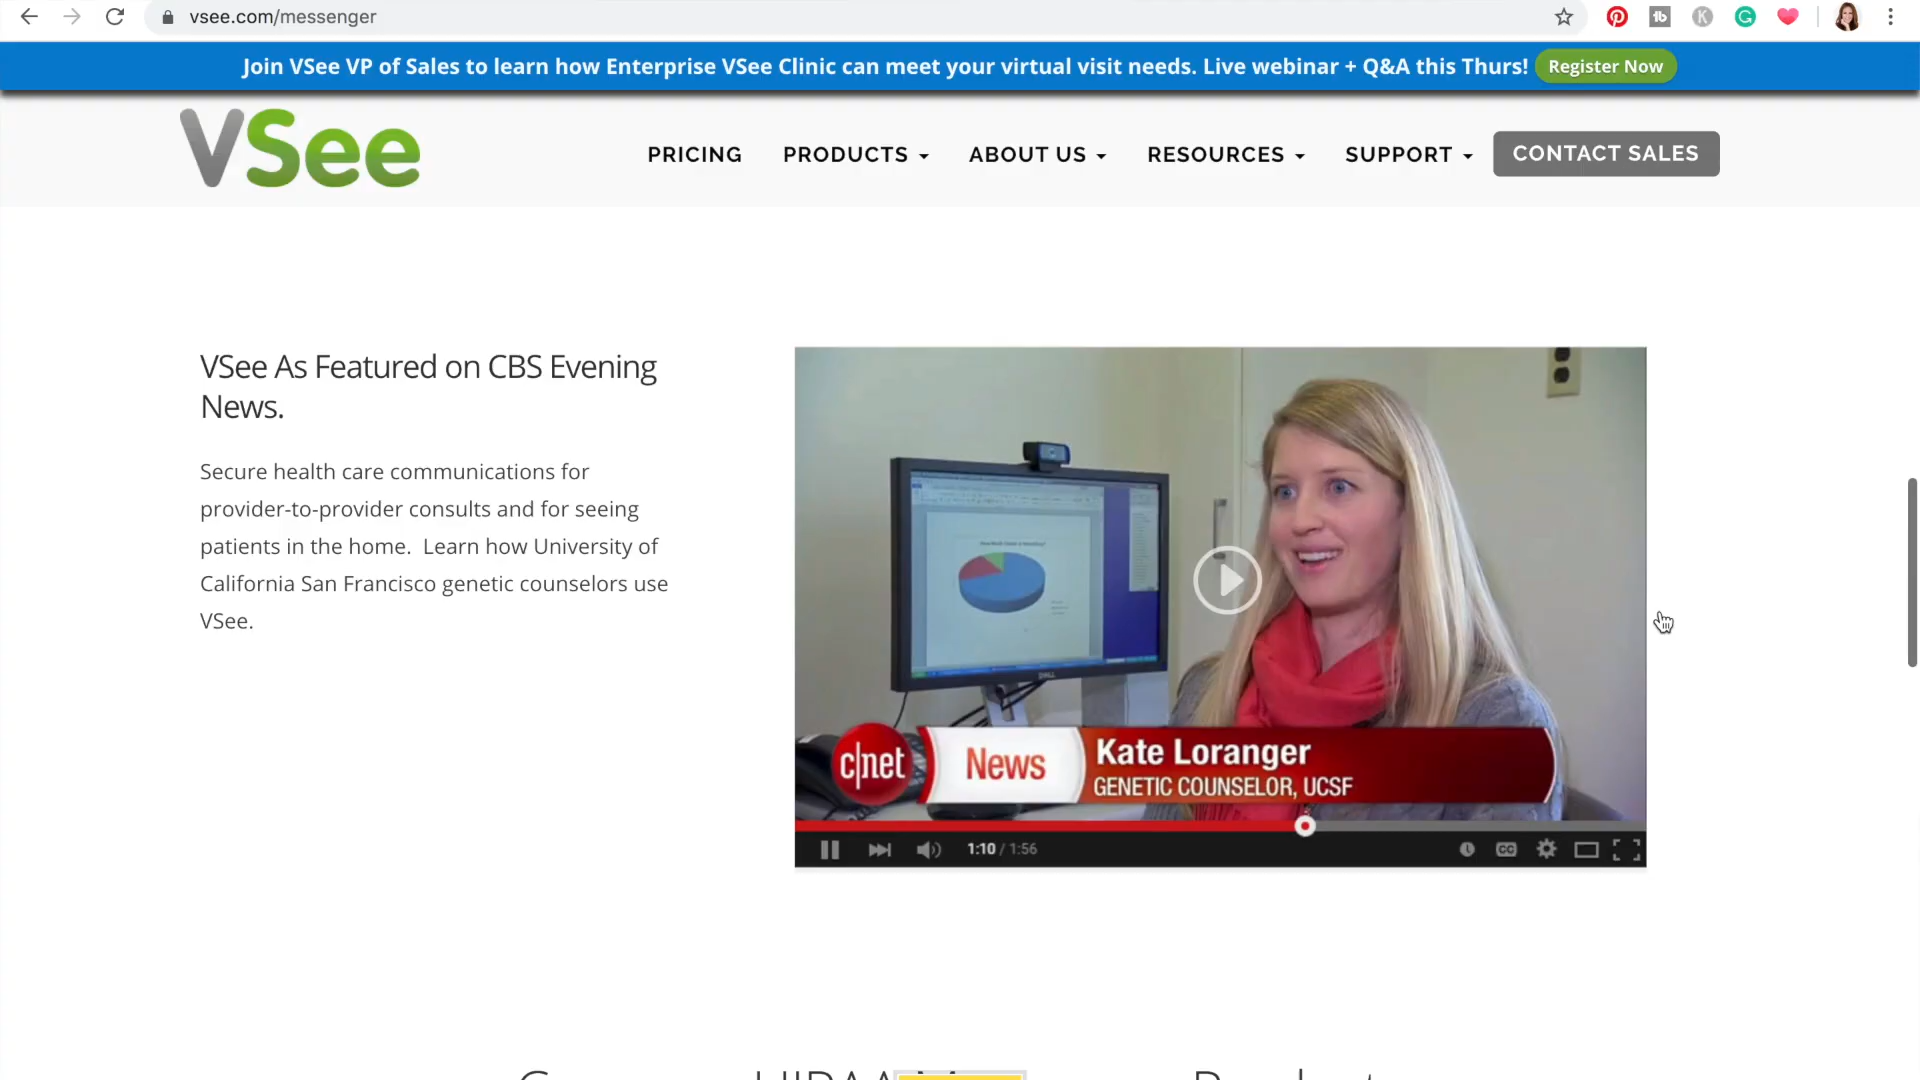 vsee.com/messenger
Join VSee VP of Sales to learn how Enterprise VSee Clinic can meet your virtual visit needs. Live webinar + Q&A this Thurs! Register Now
VSee
PRICING PRODUCTS ABOUT US RESOURCES SUPPORT CONTACT SALES
VSee As Featured on CBS Evening
News.
Secure health care communications for
provider-to-provider consults and for seeing
patients in the home. Learn how University of
California San Francisco genetic counselors use
VSee.
DELL
c|net News Kate Loranger
GENETIC COUNSELOR, UCSF
1:10 / 1:56
CC